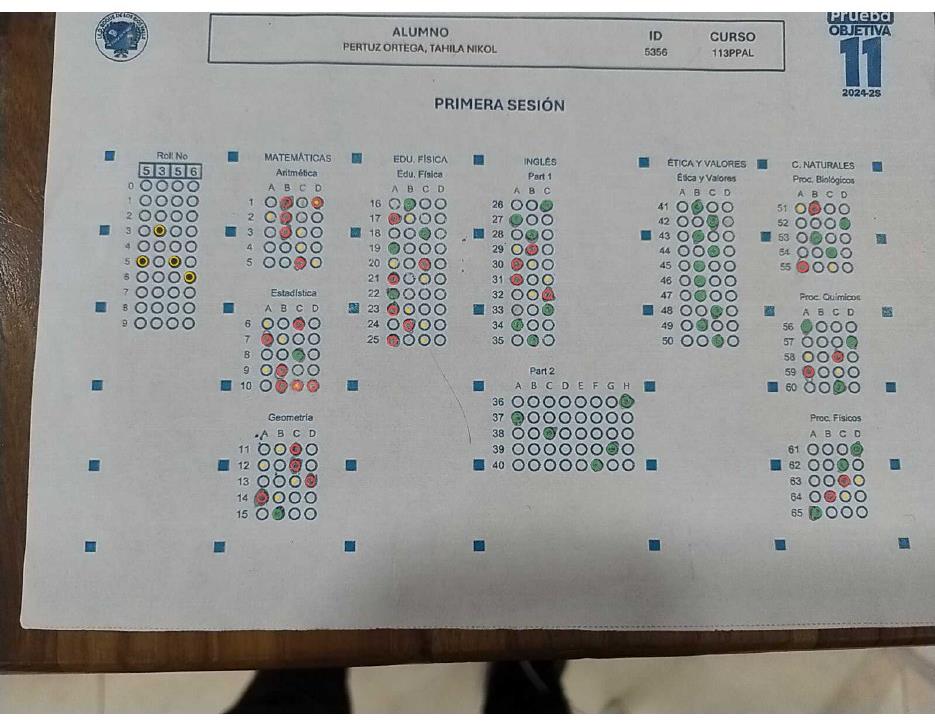 Prueba
OBJETIVA
11
2024-2S
ALUMNO ID CURSO
PERTUZ ORTEGA, TAHILA NIKOL 5356 113PPAL
PRIMERA SESIÓN
Roll No
5 3 5 6
0
1
2
3
4
5
6
7
8
9
MATEMÁTICAS
Aritmética
A B C D
1
2
3
4
5
Estadística
A B C D
6
7
8
9
10
Geometría
A B C D
11
12
13
14
15
EDU. FÍSICA
Edu. Física
A B C D
16
17
18
19
20
21
22
23
24
25
INGLÉS
Part 1
A B C
26
27
28
29
30
31
32
33
34
35
Part 2
A B C D E F G H
36
37
38
39
40
ÉTICA Y VALORES
Ética y Valores
A B C D
41
42
43
44
45
46
47
48
49
50
C. NATURALES
Proc. Biológicos
A B C D
51
52
53
54
55
Proc. Químicos
A B C D
56
57
58
59
60
Proc. Físicos
A B C D
61
62
63
64
65